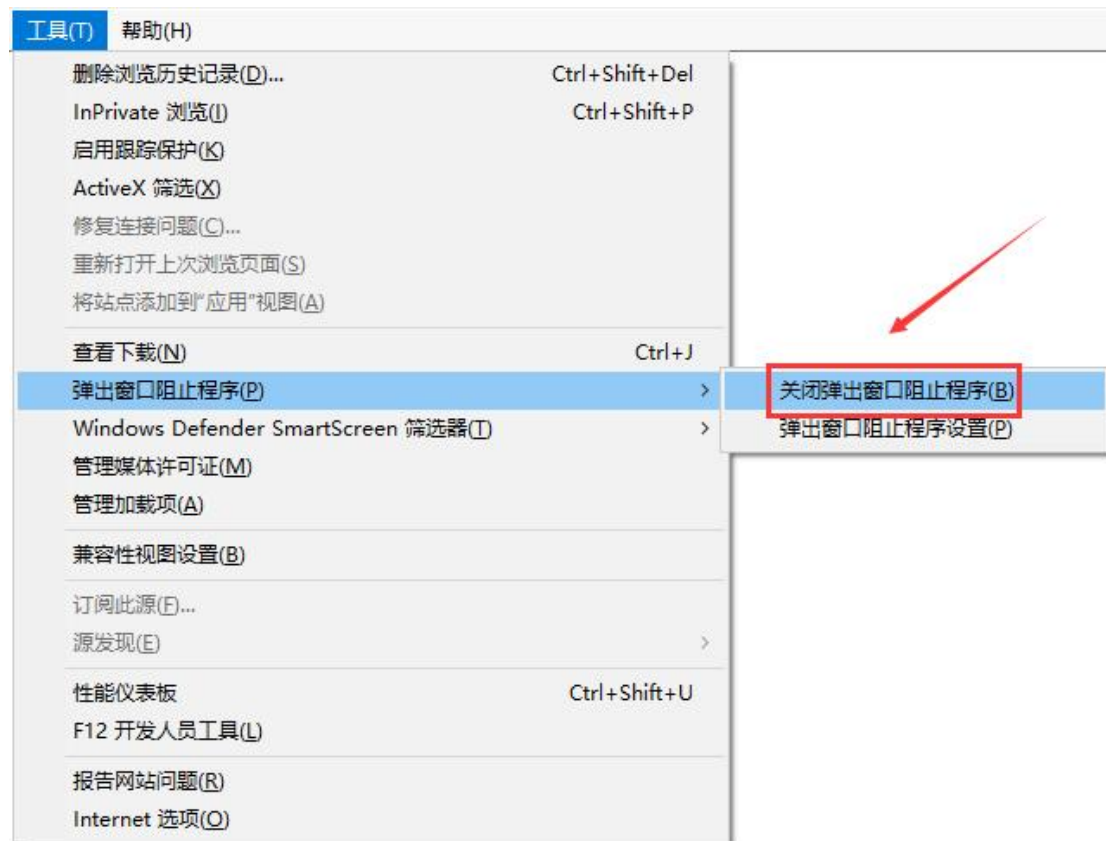 工具(T) 帮助(H)
删除浏览历史记录(D)... Ctrl+Shift+Del
InPrivate 浏览(I) Ctrl+Shift+P
启用跟踪保护(K)
ActiveX 筛选(X)
修复连接问题(C)...
重新打开上次浏览页面(S)
将站点添加到“应用”视图(A)
查看下载(N) Ctrl+J
弹出窗口阻止程序(P) > 关闭弹出窗口阻止程序(B)
Windows Defender SmartScreen 筛选器(T) > 弹出窗口阻止程序设置(P)
管理媒体许可证(M)
管理加载项(A)
兼容性视图设置(B)
订阅此源(F)...
源发现(E) >
性能仪表板 Ctrl+Shift+U
F12 开发人员工具(L)
报告网站问题(R)
Internet 选项(O)